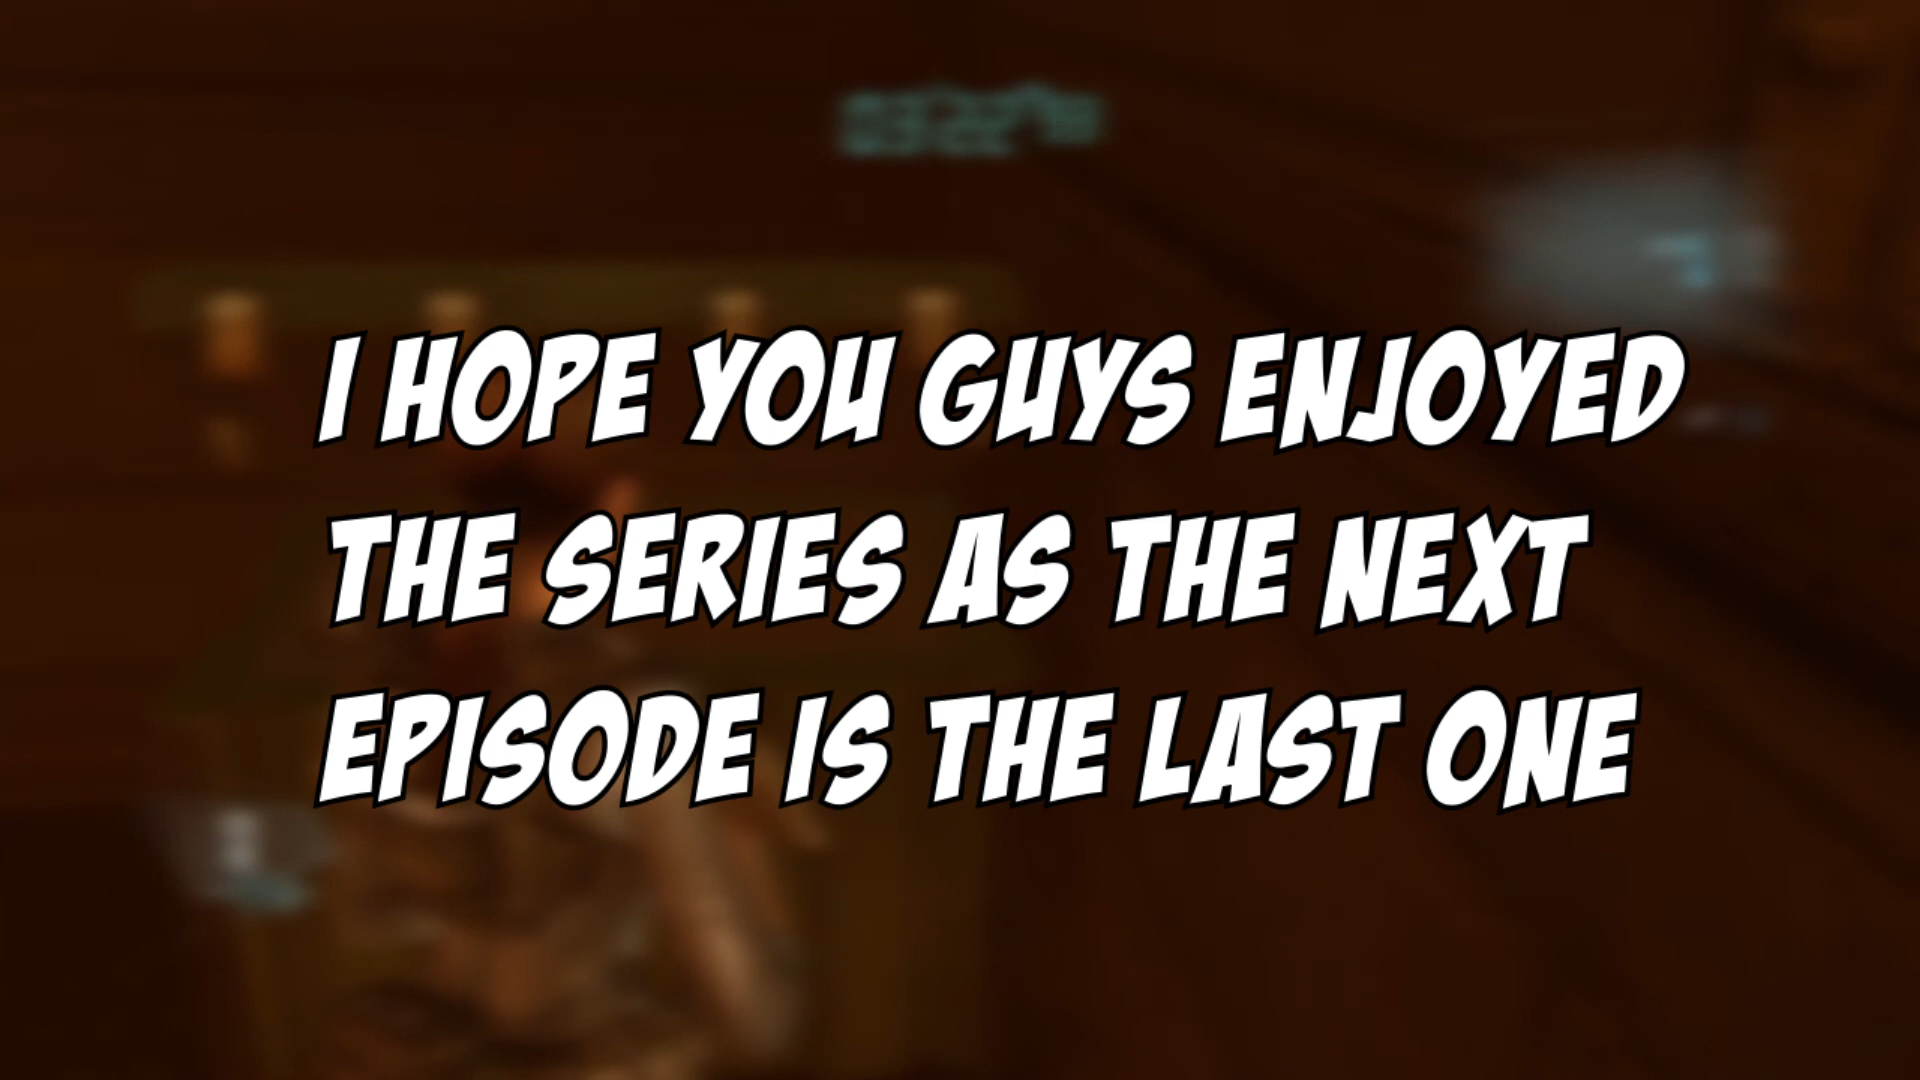 I HOPE YOU GUYS ENJOYED
THE SERIES AS THE NEXT
EPISODE IS THE LAST ONE